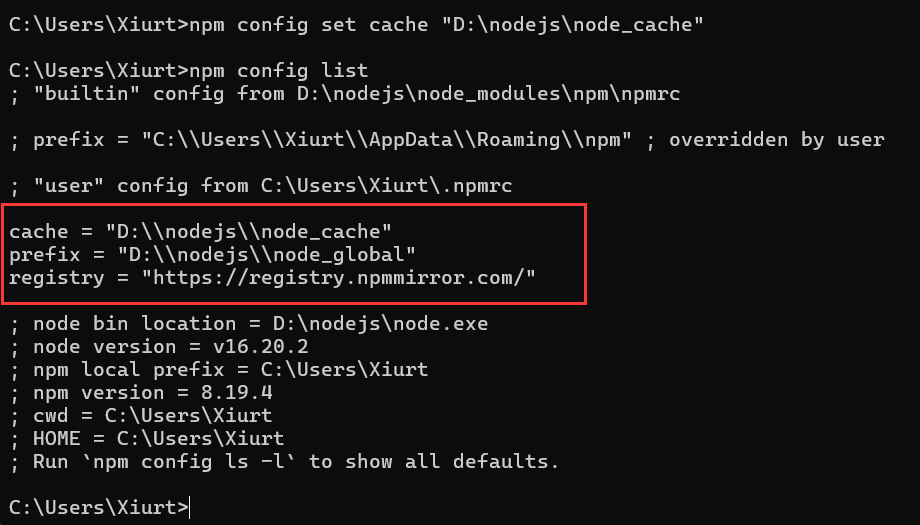 C:\Users\Xiurt>npm config set cache "D:\nodejs\node_cache"
C:\Users\Xiurt>npm config list
; "builtin" config from D:\nodejs\node_modules\npm\npmrc
; prefix = "C:\\Users\\Xiurt\\AppData\\Roaming\\npm" ; overridden by user
; "user" config from C:\Users\Xiurt\.npmrc
cache = "D:\\nodejs\\node_cache"
prefix = "D:\\nodejs\\node_global"
registry = "https://registry.npmmirror.com/"
; node bin location = D:\nodejs\node.exe
; node version = v16.20.2
; npm local prefix = C:\Users\Xiurt
; npm version = 8.19.4
; cwd = C:\Users\Xiurt
; HOME = C:\Users\Xiurt
; Run `npm config ls -l` to show all defaults.
C:\Users\Xiurt>